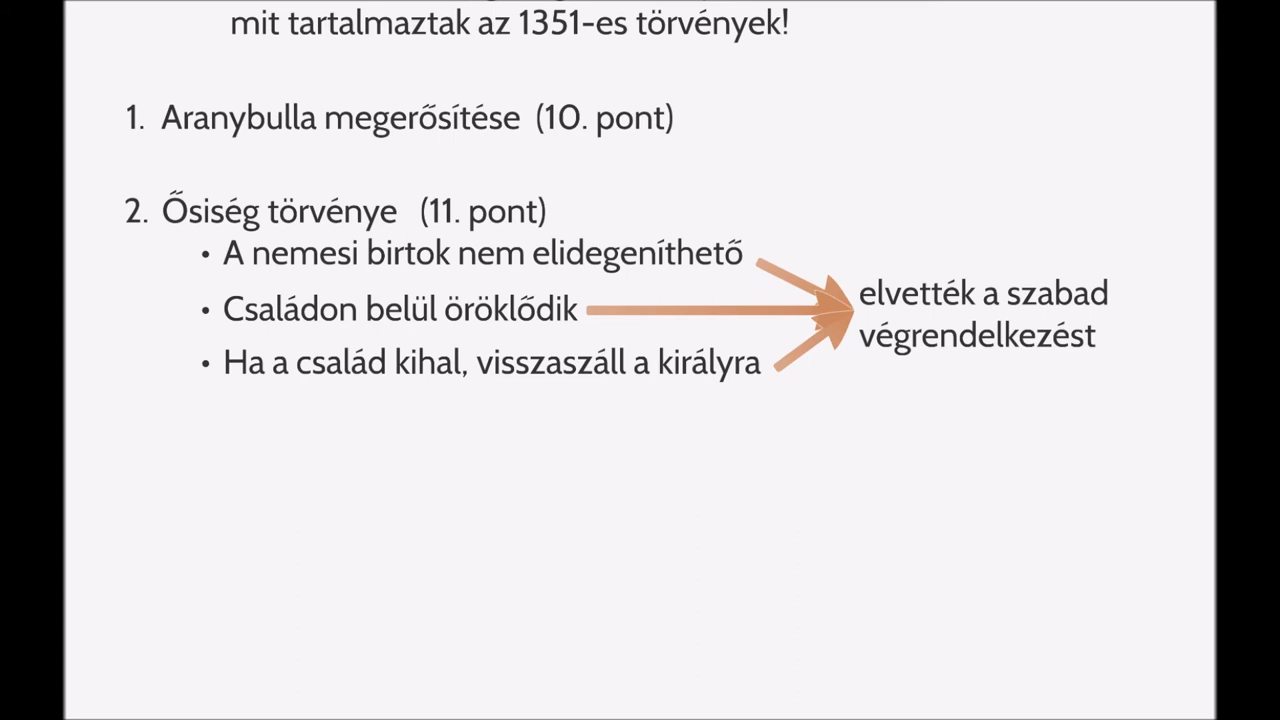 mit tartalmaztak az 1351-es törvények!
1. Aranybulla megerősítése (10. pont)
2. Ősiség törvénye (11. pont)
• A nemesi birtok nem elidegeníthető
• Családon belül öröklődik
• Ha a család kihal, visszaszáll a királyra
elvették a szabad
végrendelkezést